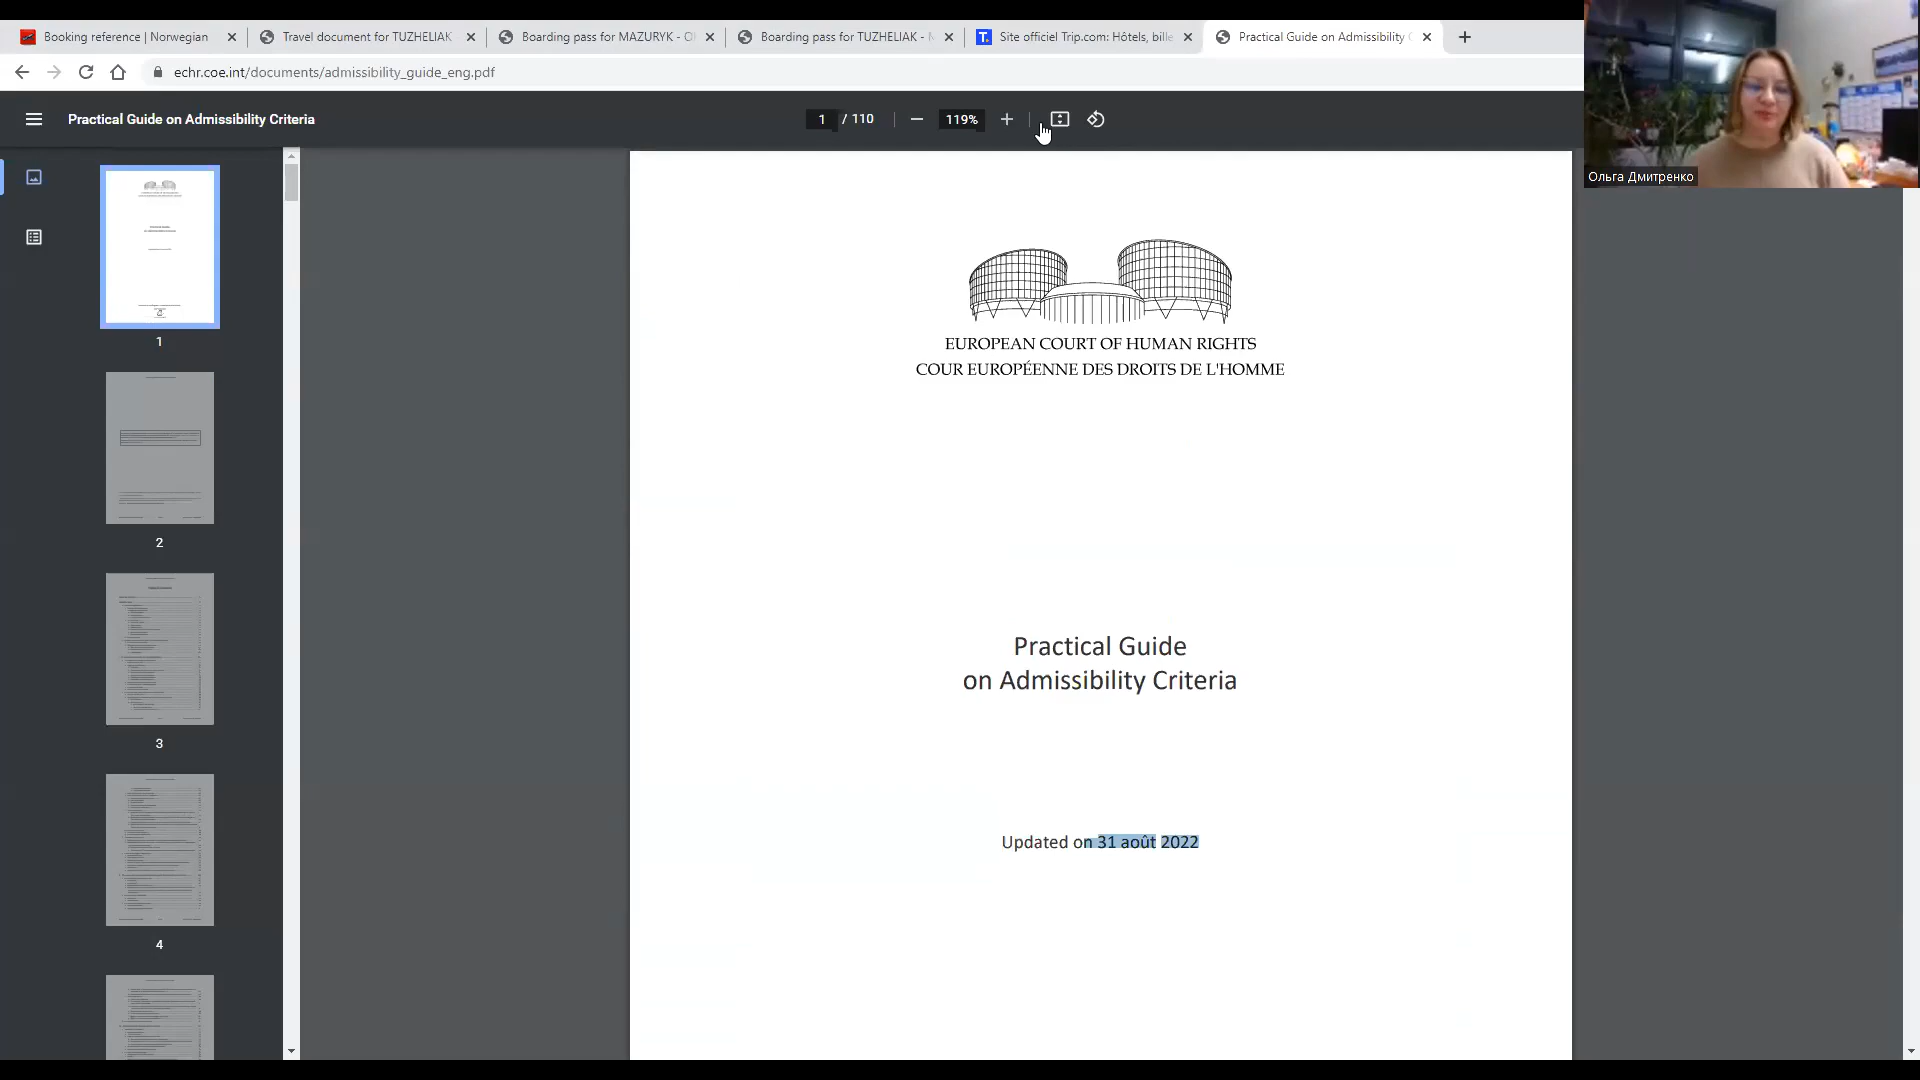 Booking reference | Norwegian
Travel document for TUZHELIAK
Boarding pass for MAZURYK - O
Boarding pass for TUZHELIAK -
Site officiel Trip.com: Hôtels, bille
Practical Guide on Admissibility
echr.coe.int/documents/admissibility_guide_eng.pdf
Practical Guide on Admissibility Criteria
1 / 110
119%
Ольга Дмитренко
1
2
3
4
EUROPEAN COURT OF HUMAN RIGHTS
COUR EUROPÉENNE DES DROITS DE L'HOMME
Practical Guide
on Admissibility Criteria
Updated on 31 août 2022